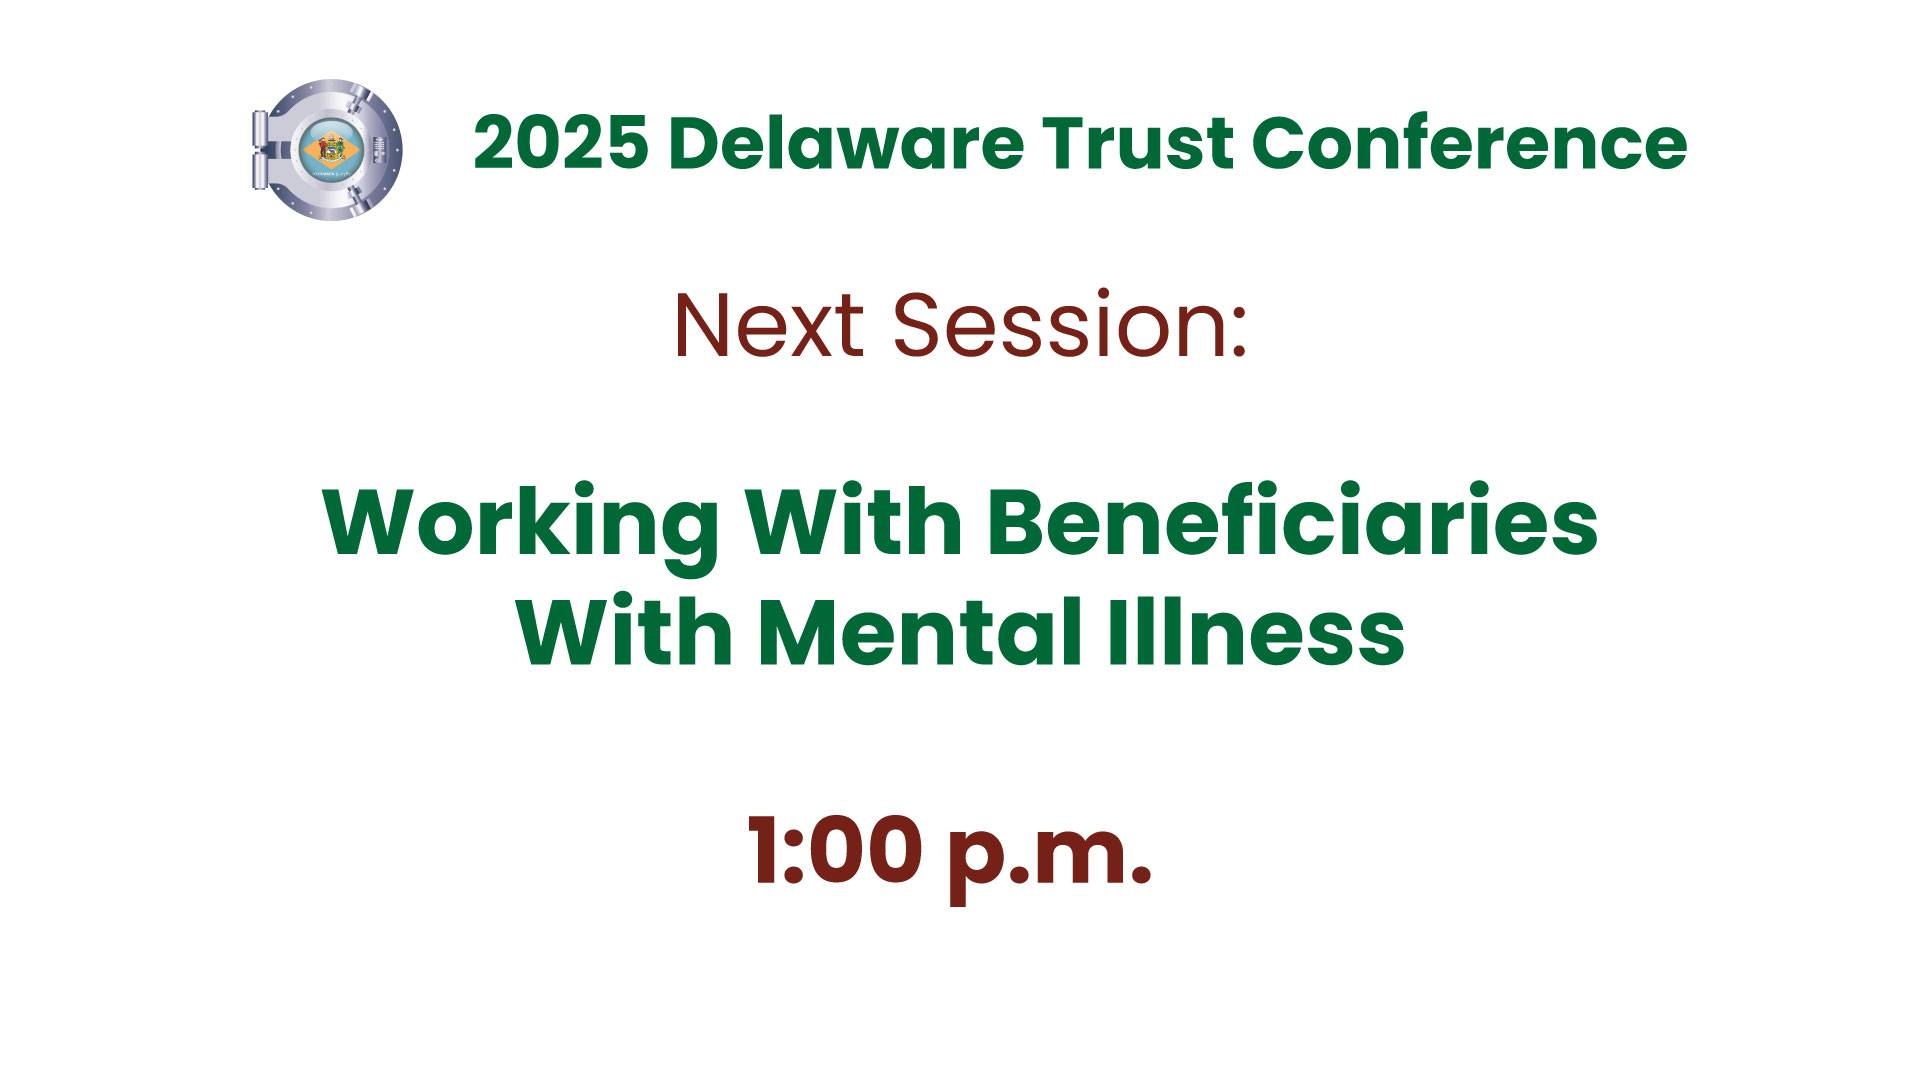 2025 Delaware Trust Conference
Next Session:
Working With Beneficiaries
With Mental Illness
1:00 p.m.